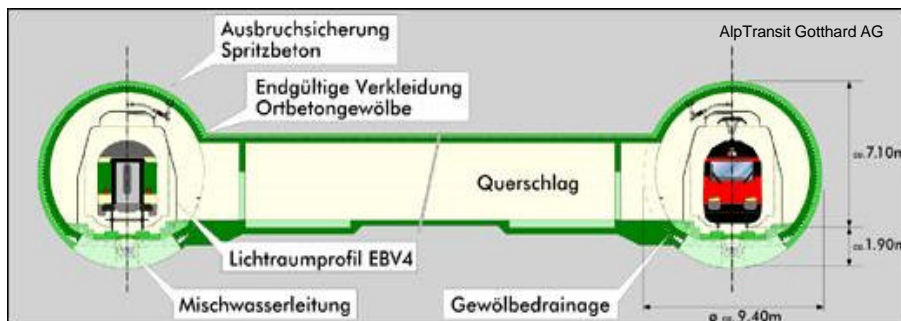 Ausbruchsicherung
Spritzbeton
AlpTransit Gotthard AG
Endgültige Verkleidung
Ortbetongewölbe
ca.7.10m
Querschlag
ca.1.90m
Lichtraumprofil EBV4
Mischwasserleitung
Gewölbedrainage
ø ca. 9.40m